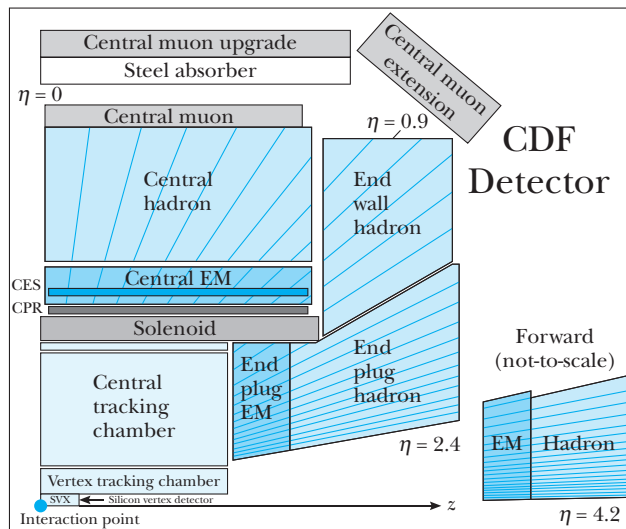 Central muon upgrade
Steel absorber
Central muon
extension
η = 0
Central muon
η = 0.9
CDF
Detector
Central
hadron
End
wall
hadron
Central EM
CES
CPR
Solenoid
Central
tracking
chamber
End
plug
EM
End
plug
hadron
Forward
(not-to-scale)
EM
Hadron
η = 2.4
Vertex tracking chamber
SVX
Silicon vertex detector
z
Interaction point
η = 4.2